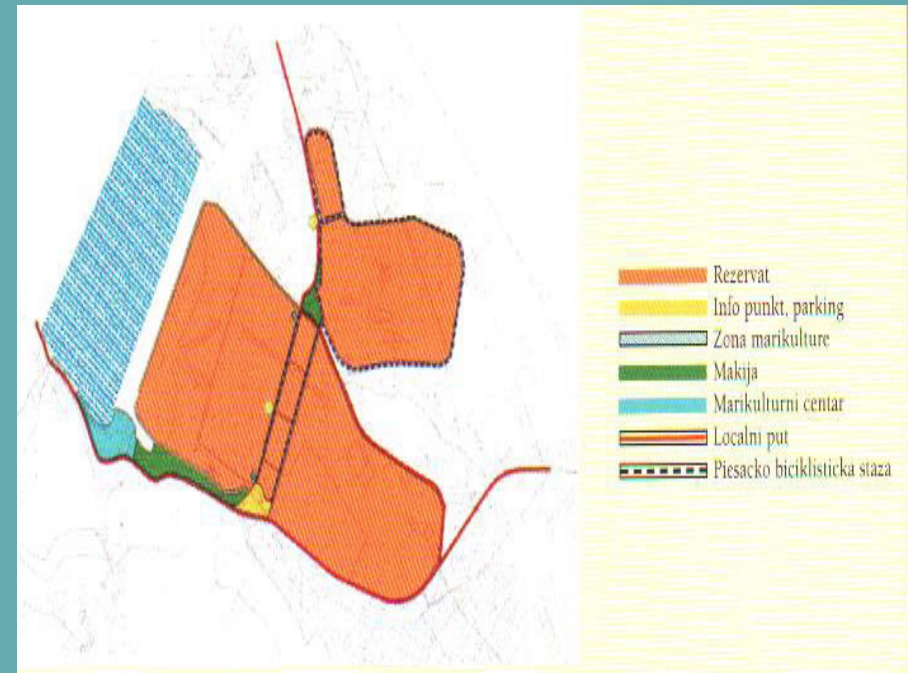 Rezervat
Info punkt, parking
Zona marikulture
Makija
Marikulturni centar
Localni put
Piesacko biciklisticka staza